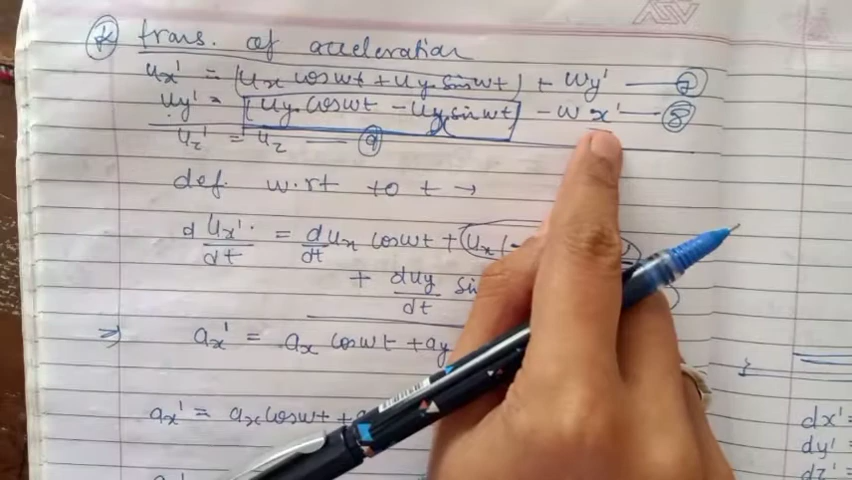 ASV
* trans. of acceleration
ux' = (ux coswt + uy sinwt) + wy' — 7
uy' = [uy coswt - ux sinwt] - wx' — 8
uz' = uz — 9
def. w.r.t to t →
dux'/dt = d/dt ux coswt + ux(-
+ duy/dt sin
⇒ ax' = ax coswt + ay
ax' = ax coswt +
dx' =
dy' =
dz' =